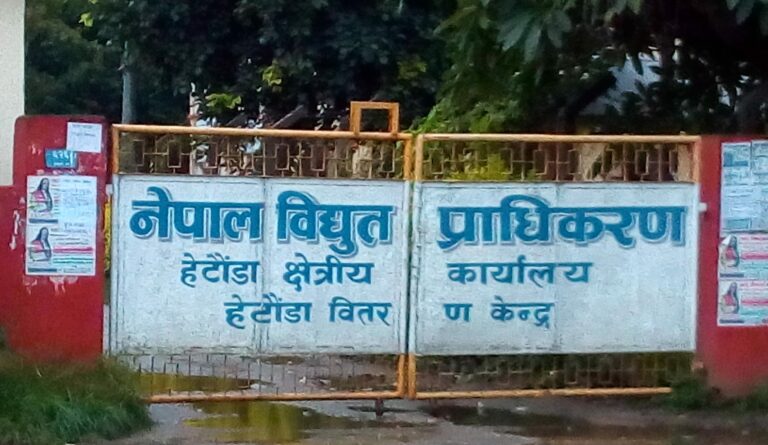 नेपाल विद्युत प्राधिकरण
हेटौंडा क्षेत्रीय कार्यालय
हेटौंडा वितरण केन्द्र